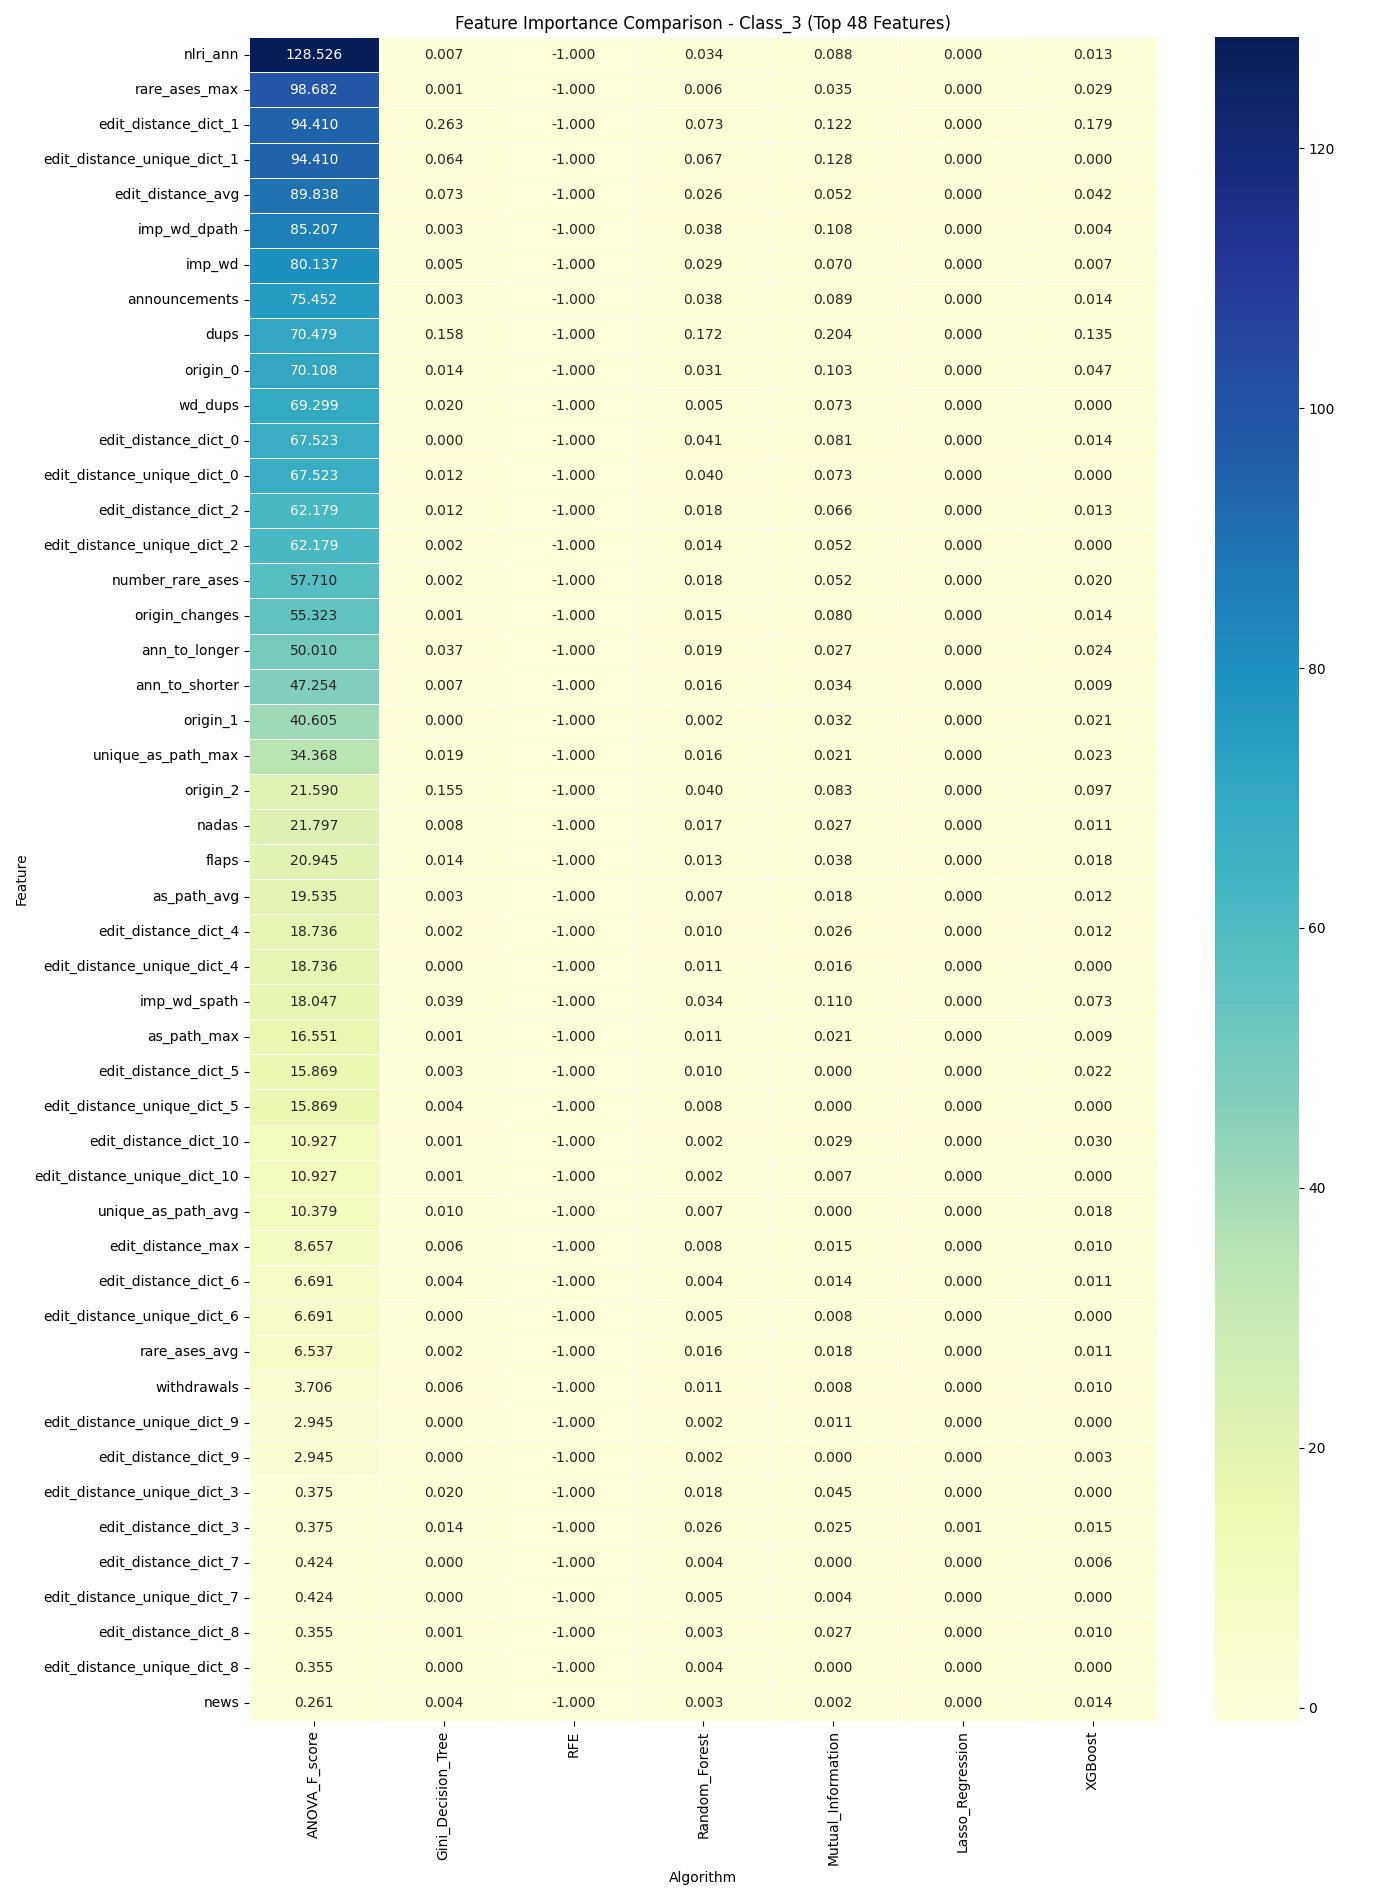 Feature Importance Comparison - Class_3 (Top 48 Features)
nlri_ann 128.526 0.007 -1.000 0.034 0.088 0.000 0.013
rare_ases_max 98.682 0.001 -1.000 0.006 0.035 0.000 0.029
edit_distance_dict_1 94.410 0.263 -1.000 0.073 0.122 0.000 0.179
edit_distance_unique_dict_1 94.410 0.064 -1.000 0.067 0.128 0.000 0.000
edit_distance_avg 89.838 0.073 -1.000 0.026 0.052 0.000 0.042
imp_wd_dpath 85.207 0.003 -1.000 0.038 0.108 0.000 0.004
imp_wd 80.137 0.005 -1.000 0.029 0.070 0.000 0.007
announcements 75.452 0.003 -1.000 0.038 0.089 0.000 0.014
dups 70.479 0.158 -1.000 0.172 0.204 0.000 0.135
origin_0 70.108 0.014 -1.000 0.031 0.103 0.000 0.047
wd_dups 69.299 0.020 -1.000 0.005 0.073 0.000 0.000
edit_distance_dict_0 67.523 0.000 -1.000 0.041 0.081 0.000 0.014
edit_distance_unique_dict_0 67.523 0.012 -1.000 0.040 0.073 0.000 0.000
edit_distance_dict_2 62.179 0.012 -1.000 0.018 0.066 0.000 0.013
edit_distance_unique_dict_2 62.179 0.002 -1.000 0.014 0.052 0.000 0.000
number_rare_ases 57.710 0.002 -1.000 0.018 0.052 0.000 0.020
origin_changes 55.323 0.001 -1.000 0.015 0.080 0.000 0.014
ann_to_longer 50.010 0.037 -1.000 0.019 0.027 0.000 0.024
ann_to_shorter 47.254 0.007 -1.000 0.016 0.034 0.000 0.009
origin_1 40.605 0.000 -1.000 0.002 0.032 0.000 0.021
unique_as_path_max 34.368 0.019 -1.000 0.016 0.021 0.000 0.023
origin_2 21.590 0.155 -1.000 0.040 0.083 0.000 0.097
nadas 21.797 0.008 -1.000 0.017 0.027 0.000 0.011
flaps 20.945 0.014 -1.000 0.013 0.038 0.000 0.018
as_path_avg 19.535 0.003 -1.000 0.007 0.018 0.000 0.012
edit_distance_dict_4 18.736 0.002 -1.000 0.010 0.026 0.000 0.012
edit_distance_unique_dict_4 18.736 0.000 -1.000 0.011 0.016 0.000 0.000
imp_wd_spath 18.047 0.039 -1.000 0.034 0.110 0.000 0.073
as_path_max 16.551 0.001 -1.000 0.011 0.021 0.000 0.009
edit_distance_dict_5 15.869 0.003 -1.000 0.010 0.000 0.000 0.022
edit_distance_unique_dict_5 15.869 0.004 -1.000 0.008 0.000 0.000 0.000
edit_distance_dict_10 10.927 0.001 -1.000 0.002 0.029 0.000 0.030
edit_distance_unique_dict_10 10.927 0.001 -1.000 0.002 0.007 0.000 0.000
unique_as_path_avg 10.379 0.010 -1.000 0.007 0.000 0.000 0.018
edit_distance_max 8.657 0.006 -1.000 0.008 0.015 0.000 0.010
edit_distance_dict_6 6.691 0.004 -1.000 0.004 0.014 0.000 0.011
edit_distance_unique_dict_6 6.691 0.000 -1.000 0.005 0.008 0.000 0.000
rare_ases_avg 6.537 0.002 -1.000 0.016 0.018 0.000 0.011
withdrawals 3.706 0.006 -1.000 0.011 0.008 0.000 0.010
edit_distance_unique_dict_9 2.945 0.000 -1.000 0.002 0.011 0.000 0.000
edit_distance_dict_9 2.945 0.000 -1.000 0.002 0.000 0.000 0.003
edit_distance_unique_dict_3 0.375 0.020 -1.000 0.018 0.045 0.000 0.000
edit_distance_dict_3 0.375 0.014 -1.000 0.026 0.025 0.001 0.015
edit_distance_dict_7 0.424 0.000 -1.000 0.004 0.000 0.000 0.006
edit_distance_unique_dict_7 0.424 0.000 -1.000 0.005 0.004 0.000 0.000
edit_distance_dict_8 0.355 0.001 -1.000 0.003 0.027 0.000 0.010
edit_distance_unique_dict_8 0.355 0.000 -1.000 0.004 0.000 0.000 0.000
news 0.261 0.004 -1.000 0.003 0.002 0.000 0.014
Feature
ANOVA_F_score
Gini_Decision_Tree
RFE
Random_Forest
Mutual_Information
Lasso_Regression
XGBoost
Algorithm
120
100
80
60
40
20
0